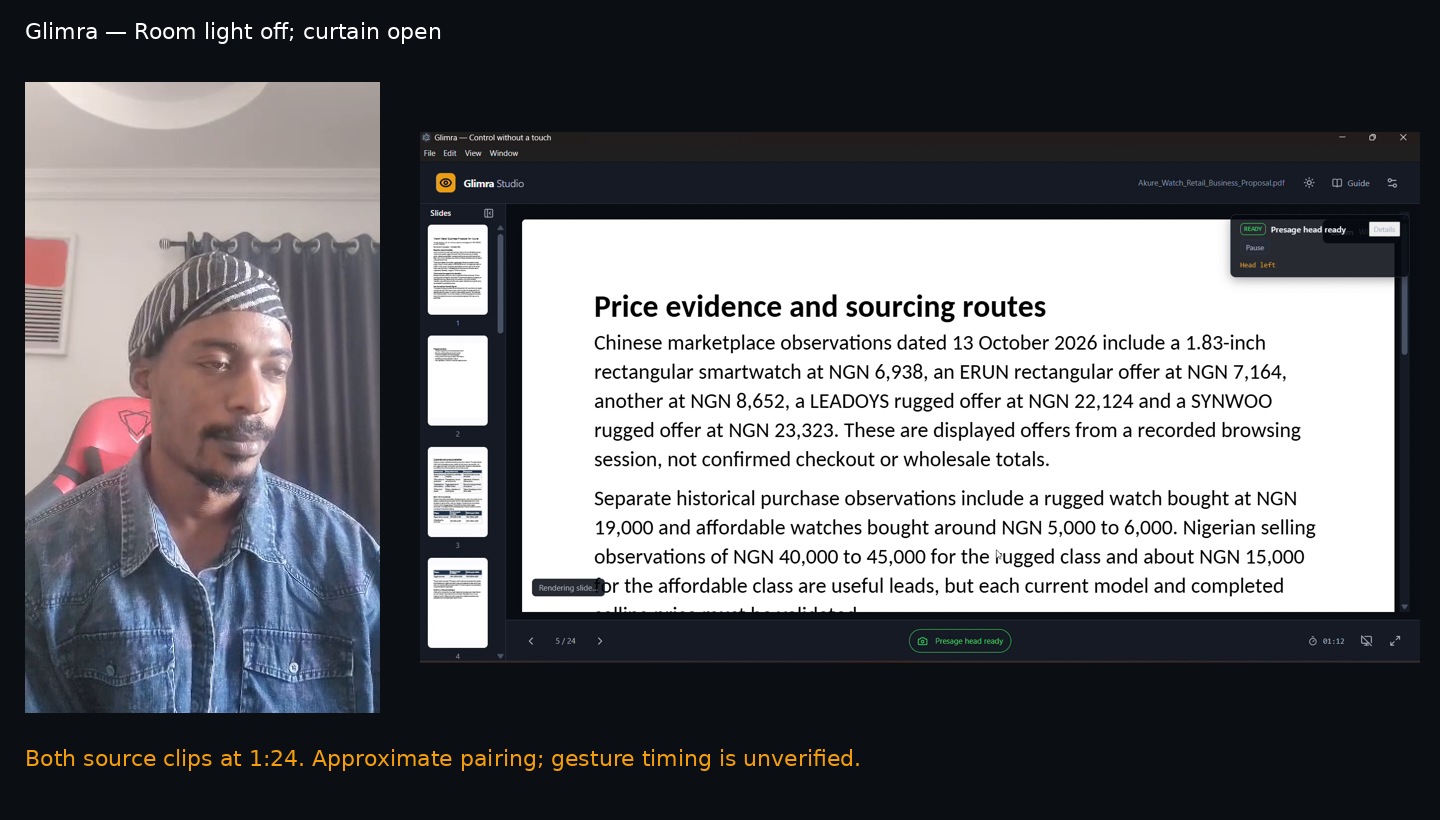 Glimra — Room light off; curtain open
Glimra — Control without a touch
File Edit View Window
Glimra Studio
Akure_Watch_Retail_Business_Proposal.pdf
Guide
Slides
1
2
3
4
READY Presage head ready
Details
Pause
Head left
Price evidence and sourcing routes
Chinese marketplace observations dated 13 October 2026 include a 1.83-inch
rectangular smartwatch at NGN 6,938, an ERUN rectangular offer at NGN 7,164,
another at NGN 8,652, a LEADOYS rugged offer at NGN 22,124 and a SYNWOO
rugged offer at NGN 23,323. These are displayed offers from a recorded browsing
session, not confirmed checkout or wholesale totals.
Separate historical purchase observations include a rugged watch bought at NGN
19,000 and affordable watches bought around NGN 5,000 to 6,000. Nigerian selling
observations of NGN 40,000 to 45,000 for the rugged class and about NGN 15,000
for the affordable class are useful leads, but each current model and completed
selling price must be validated.
Rendering slide...
5 / 24
Presage head ready
01:12
Both source clips at 1:24. Approximate pairing; gesture timing is unverified.